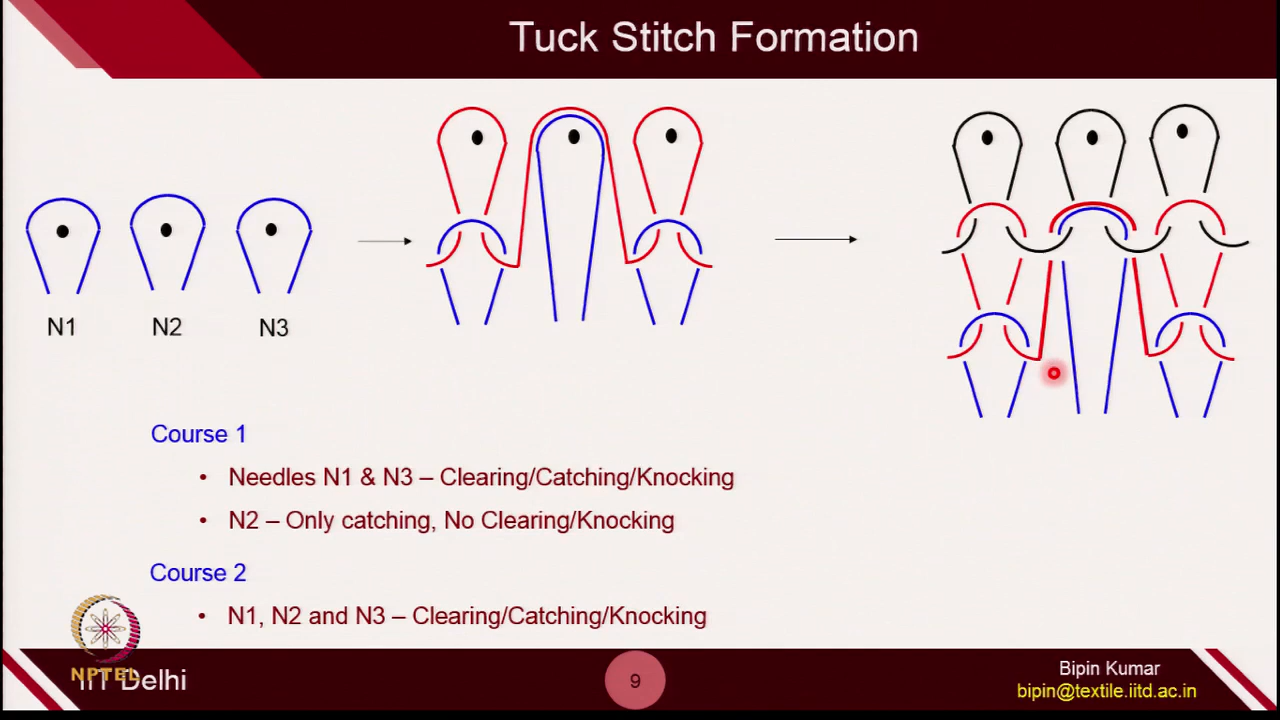 Tuck Stitch Formation
N1 N2 N3
Course 1
• Needles N1 & N3 – Clearing/Catching/Knocking
• N2 – Only catching, No Clearing/Knocking
Course 2
• N1, N2 and N3 – Clearing/Catching/Knocking
NPTEL
IIT Delhi
9
Bipin Kumar
bipin@textile.iitd.ac.in